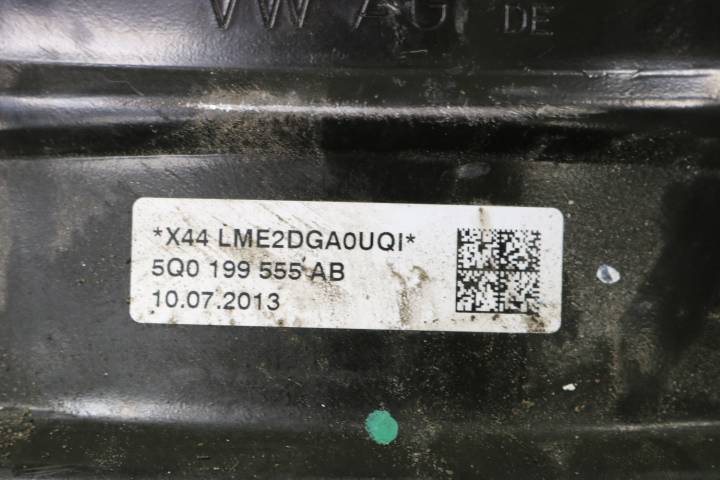 VW AG
DE
*X44 LME2DGA0UQI*
5Q0 199 555 AB
10.07.2013